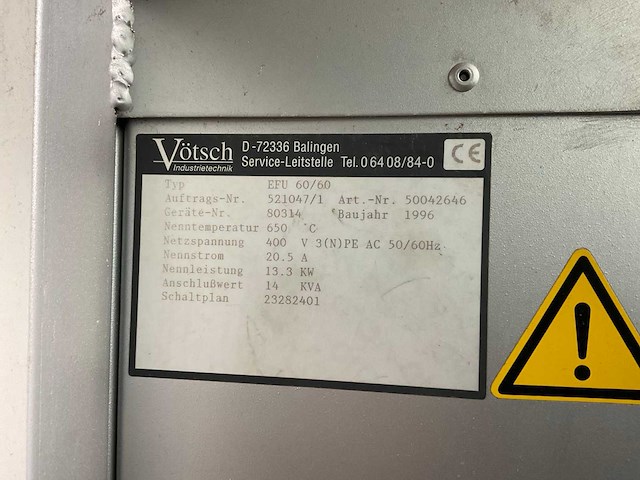 Vötsch
Industrietechnik
D-72336 Balingen
Service-Leitstelle Tel. 0 64 08/84-0
CE
Typ EFU 60/60
Auftrags-Nr. 521047/1 Art.-Nr. 50042646
Geräte-Nr. 80314 Baujahr 1996
Nenntemperatur 650 °C
Netzspannung 400 V 3(N)PE AC 50/60Hz
Nennstrom 20.5 A
Nennleistung 13.3 KW
Anschlußwert 14 KVA
Schaltplan 23282401
!